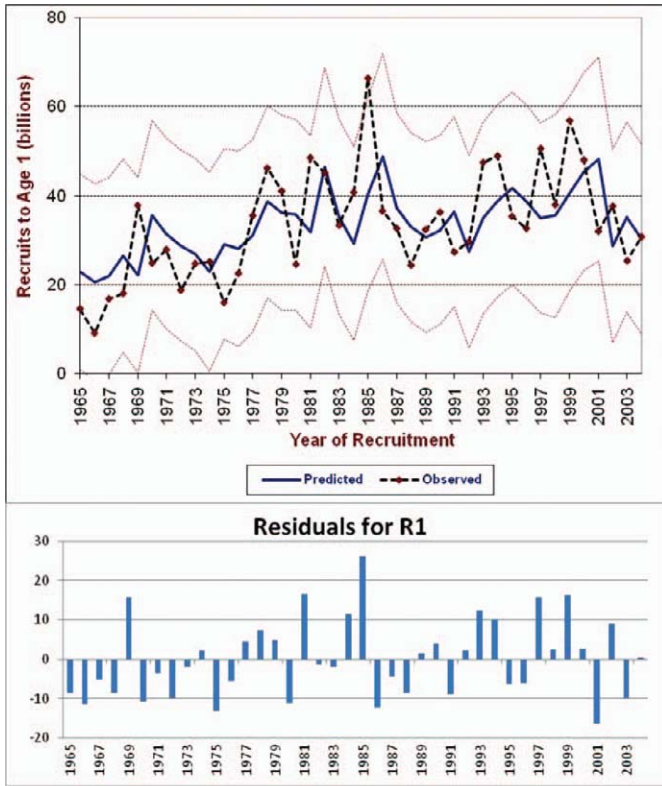 80
60
40
20
0
Recruits to Age 1 (billions)
1965 1967 1969 1971 1973 1975 1977 1979 1981 1983 1985 1987 1989 1991 1993 1995 1997 1999 2001 2003
Year of Recruitment
Predicted Observed
Residuals for R1
30
20
10
0
-10
-20
1965 1967 1969 1971 1973 1975 1977 1979 1981 1983 1985 1987 1989 1991 1993 1995 1997 1999 2001 2003